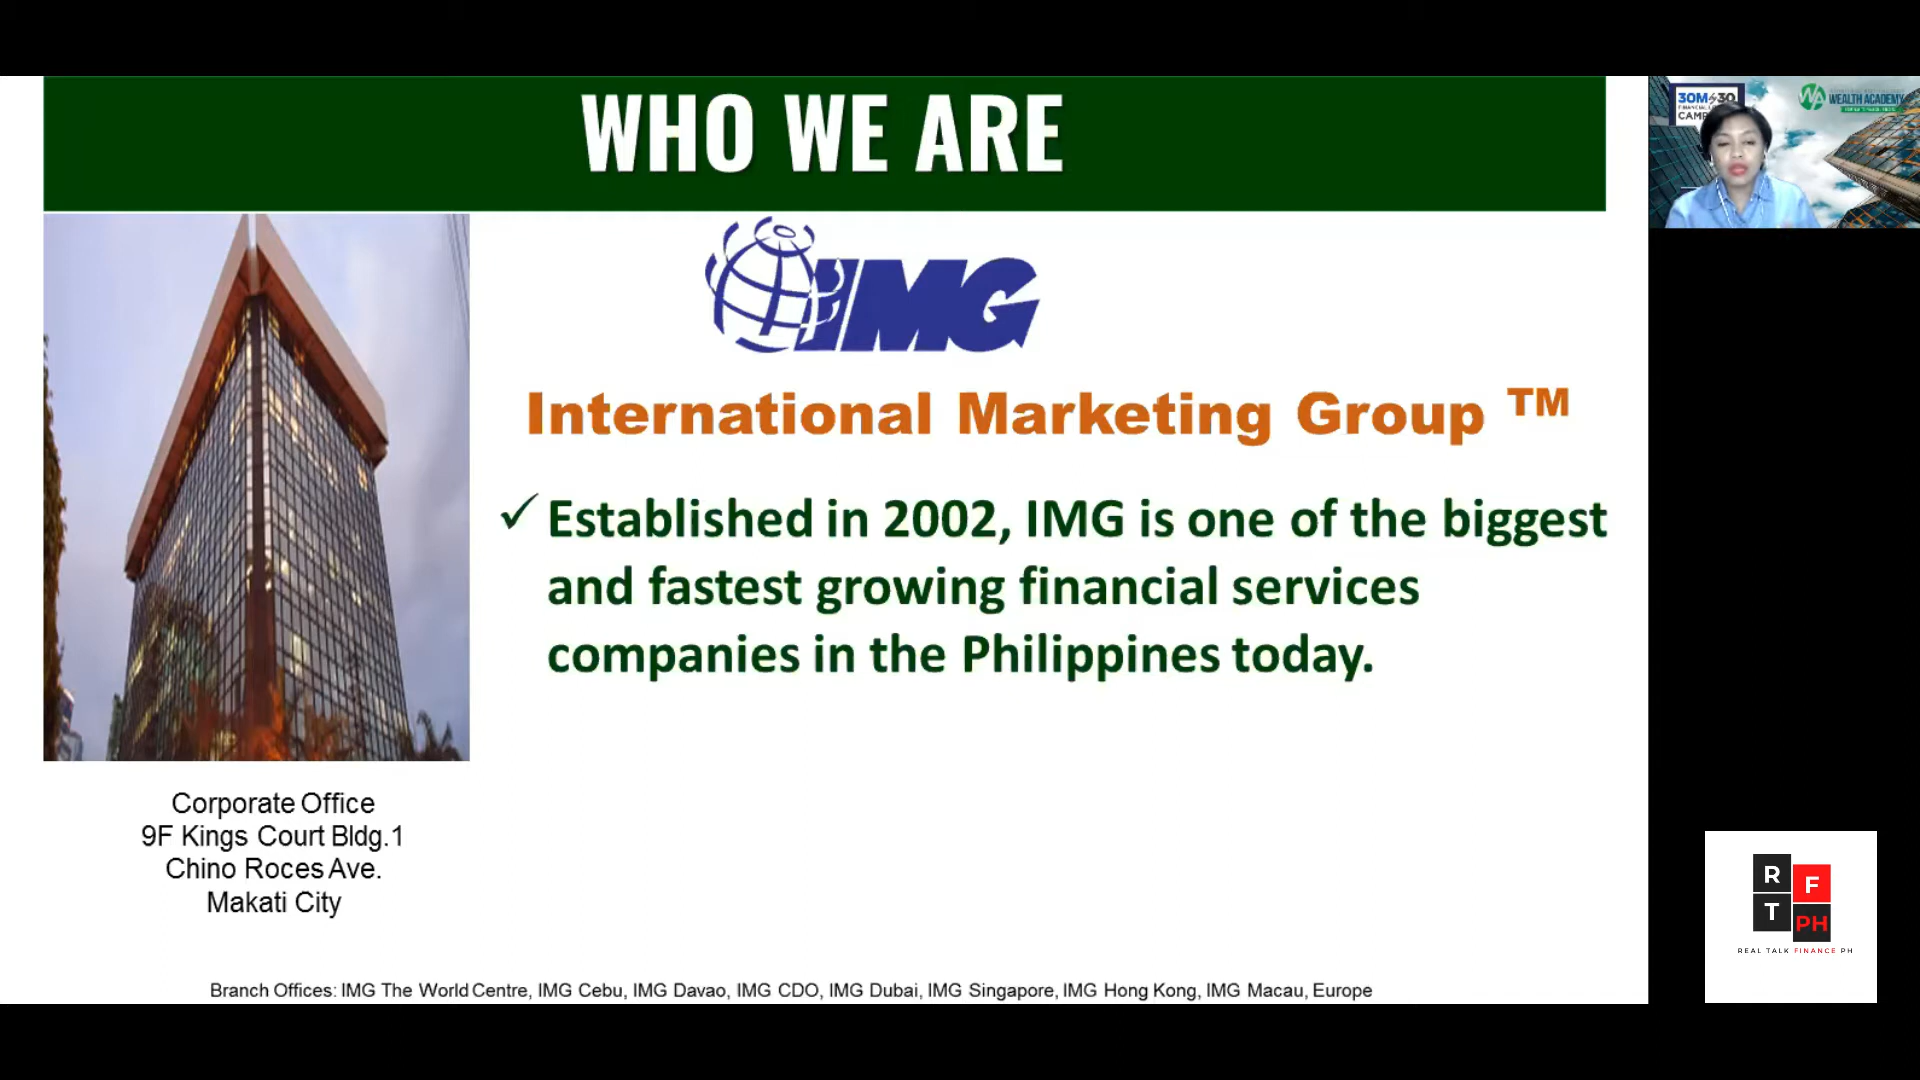 WHO WE ARE
IMG
International Marketing Group TM
✓ Established in 2002, IMG is one of the biggest
and fastest growing financial services
companies in the Philippines today.
Corporate Office
9F Kings Court Bldg.1
Chino Roces Ave.
Makati City
Branch Offices: IMG The World Centre, IMG Cebu, IMG Davao, IMG CDO, IMG Dubai, IMG Singapore, IMG Hong Kong, IMG Macau, Europe
30M
30
WA
WEALTH ACADEMY
R
F
T
PH
REAL TALK FINANCE PH